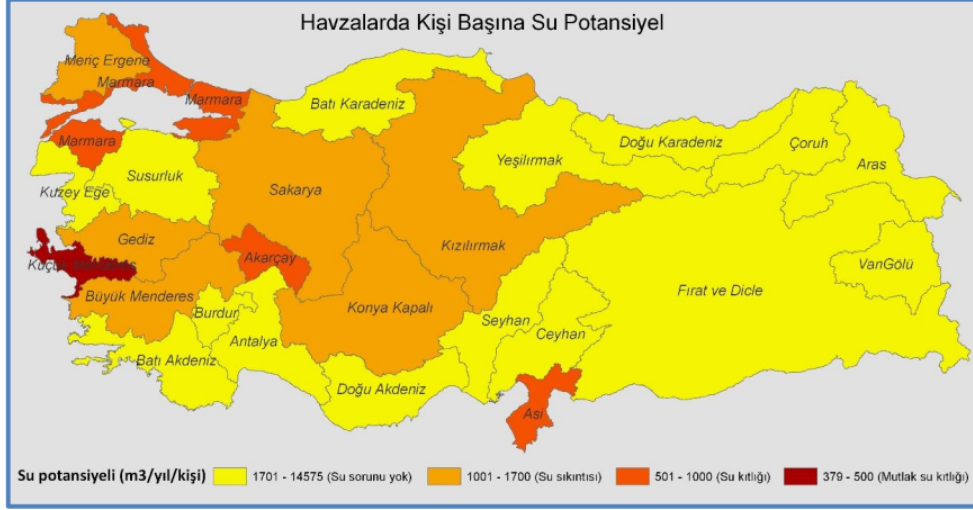 Havzalarda Kişi Başına Su Potansiyel
Meriç Ergene
Marmara
Marmara
Marmara
Batı Karadeniz
Doğu Karadeniz
Çoruh
Yeşilırmak
Aras
Susurluk
Kuzey Ege
Sakarya
Gediz
Akarçay
Kızılırmak
VanGölü
Büyük Menderes
Konya Kapalı
Fırat ve Dicle
Burdur
Seyhan
Ceyhan
Antalya
Batı Akdeniz
Doğu Akdeniz
Asi
Su potansiyeli (m3/yıl/kişi) 1701 - 14575 (Su sorunu yok) 1001 - 1700 (Su sıkıntısı) 501 - 1000 (Su kıtlığı) 379 - 500 (Mutlak su kıtlığı)